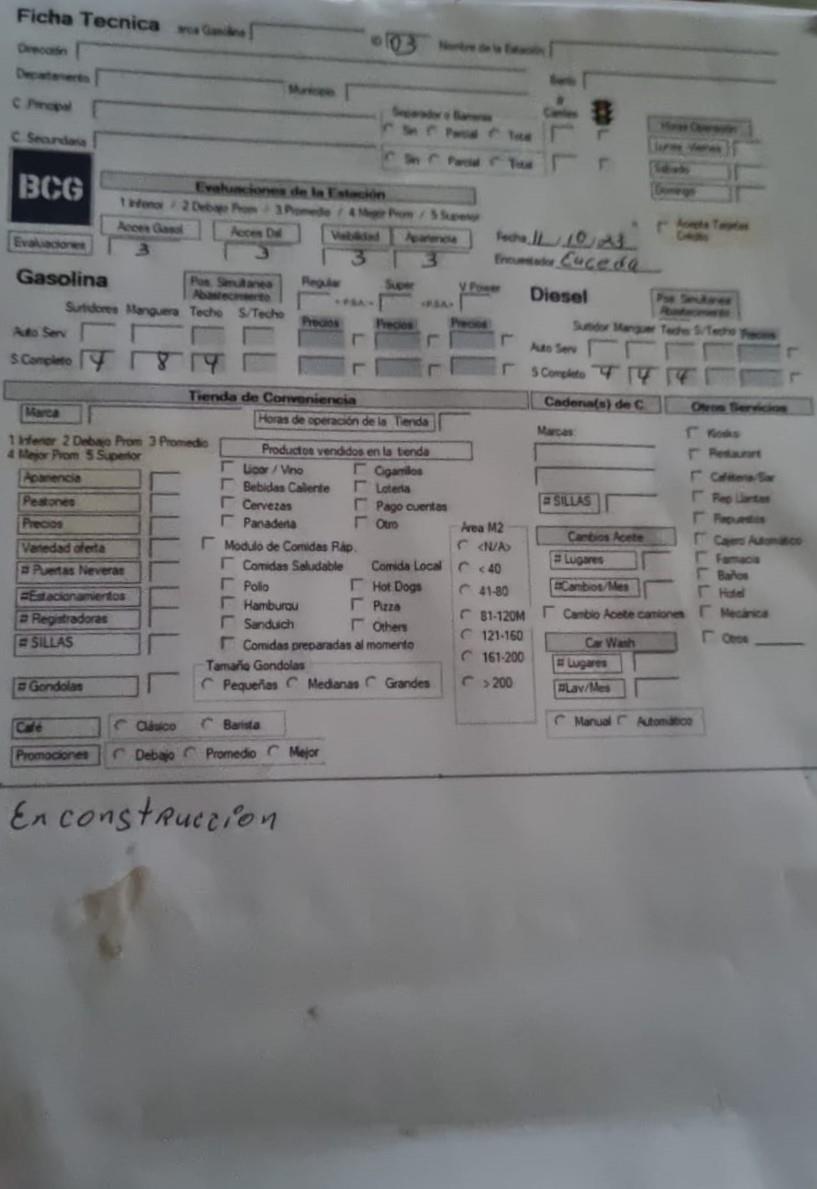 Ficha Tecnica
arca Gasolina
ID 03 Nombre de la Estación
Dirección
Departamento Municipio Barrio
C. Principal
Separador o Barreras # Carriles
Sin Parcial Total
Horas Operación
C. Secundaria
Lunes -Viernes
Sin Parcial Total
Sábado
Domingo
BCG
Evaluaciones de la Estación
1 Inferior / 2 Debajo Prom / 3 Promedio / 4 Mejor Prom / 5 Superior
Acces Gasol Acces Dsl Visibilidad Apariencia
Fecha 11/10/23
Acepta Tarjetas Crédito
Evaluaciones 3 3 3 3
Encuestador Euceda
Gasolina
Pos. Simultanea Abastecimiento
Regular Super V Power
Diesel
Pos. Simultanea Abastecimiento
Surtidores Manguera Techo S/Techo
<P.S.A.> <P.S.A.>
Precios Precios Precios
Surtidor Manguer Techo S/Techo Precios
Auto Serv
Auto Serv
S Completo 4 8 4
S Completo 4 4 4
Tienda de Conveniencia
Cadena(s) de C.
Otros Servicios
Marca
Horas de operación de la Tienda
Marcas:
Kiosko
1 Inferior 2 Debajo Prom 3 Promedio
4 Mejor Prom 5 Superior
Productos vendidos en la tienda
Restaurant
Apariencia
Licor / Vino Cigarrillos
Cafétería/Bar
Peatones
Bebidas Caliente Loteria
# SILLAS
Rep Llantas
Precios
Cervezas Pago cuentas
Repuestos
Panaderia Otro
Area M2
Cambios Aceite
Cajero Automático
Variedad oferta
Modulo de Comidas Ráp.
<N/A>
# Lugares
Farmacia
# Puertas Neveras
Comidas Saludable Comida Local
< 40
Baños
#Estacionamientos
Pollo Hot Dogs
41-80
#Cambios/Mes
Hotel
# Registradoras
Hamburgu Pizza
81-120M
Cambio Aceite camiones
Mecánica
# SILLAS
Sanduich Others
121-160
Car Wash
Otros
Comidas preparadas al momento
161-200
# Lugares
# Gondolas
Tamaño Gondolas
Pequeñas Medianas Grandes
> 200
#Lav/Mes
Café Clásico Barista
Manual Automático
Promociones Debajo Promedio Mejor
En construccion